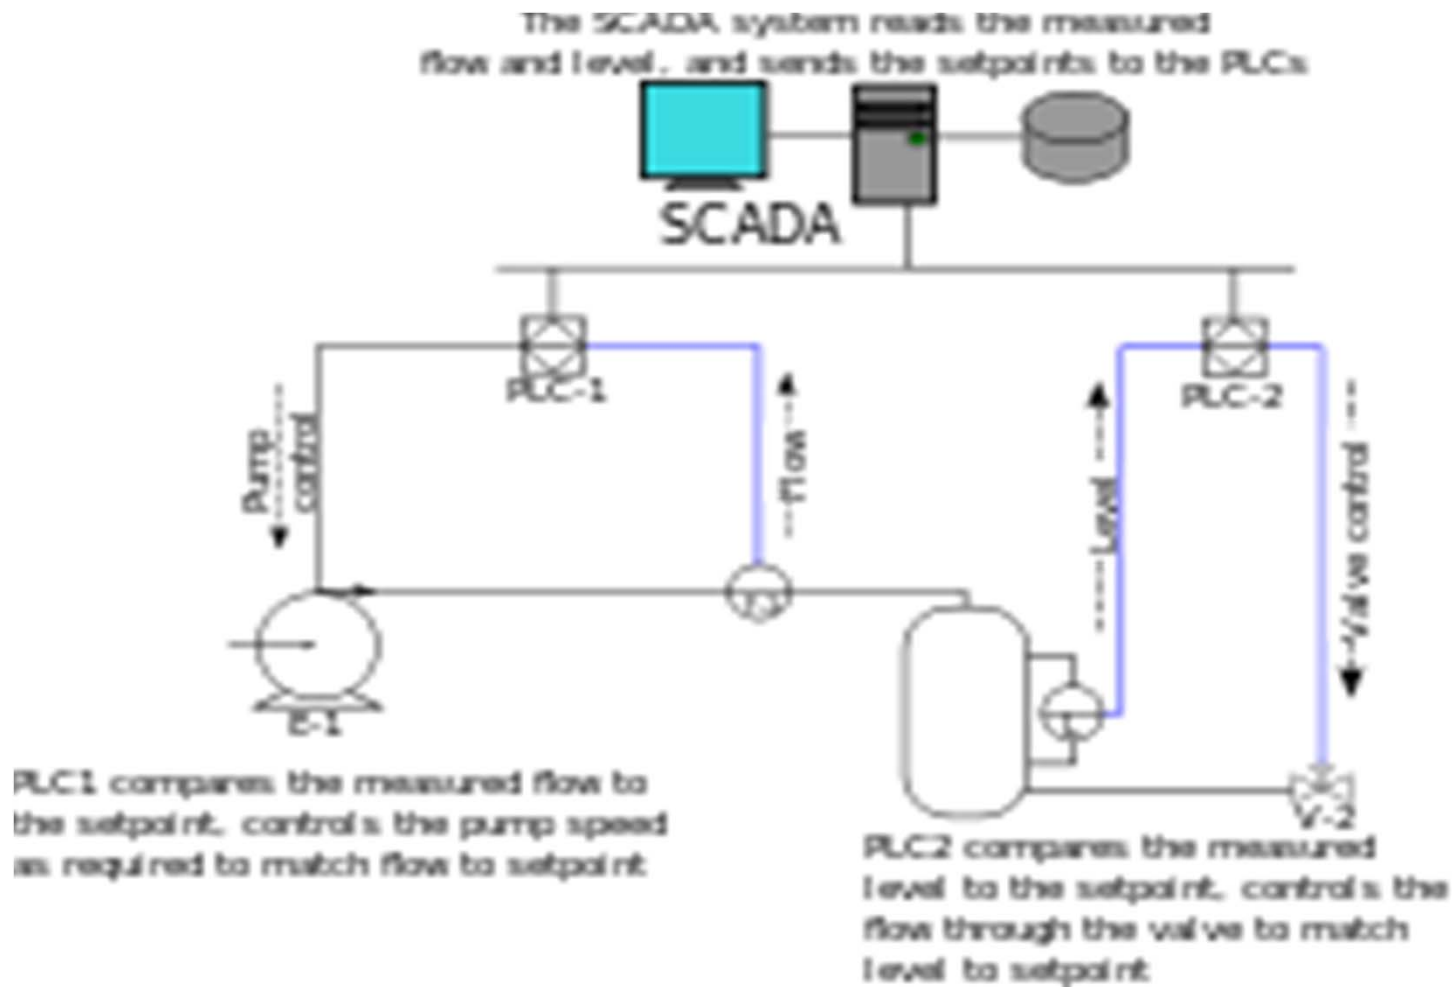 The SCADA system reads the measured
flow and level, and sends the setpoints to the PLCs
SCADA
PLC-1
PLC-2
Pump
control
Flow
Level
Valve control
E-1
V-2
PLC1 compares the measured flow to
the setpoint, controls the pump speed
as required to match flow to setpoint
PLC2 compares the measured
level to the setpoint, controls the
flow through the valve to match
level to setpoint